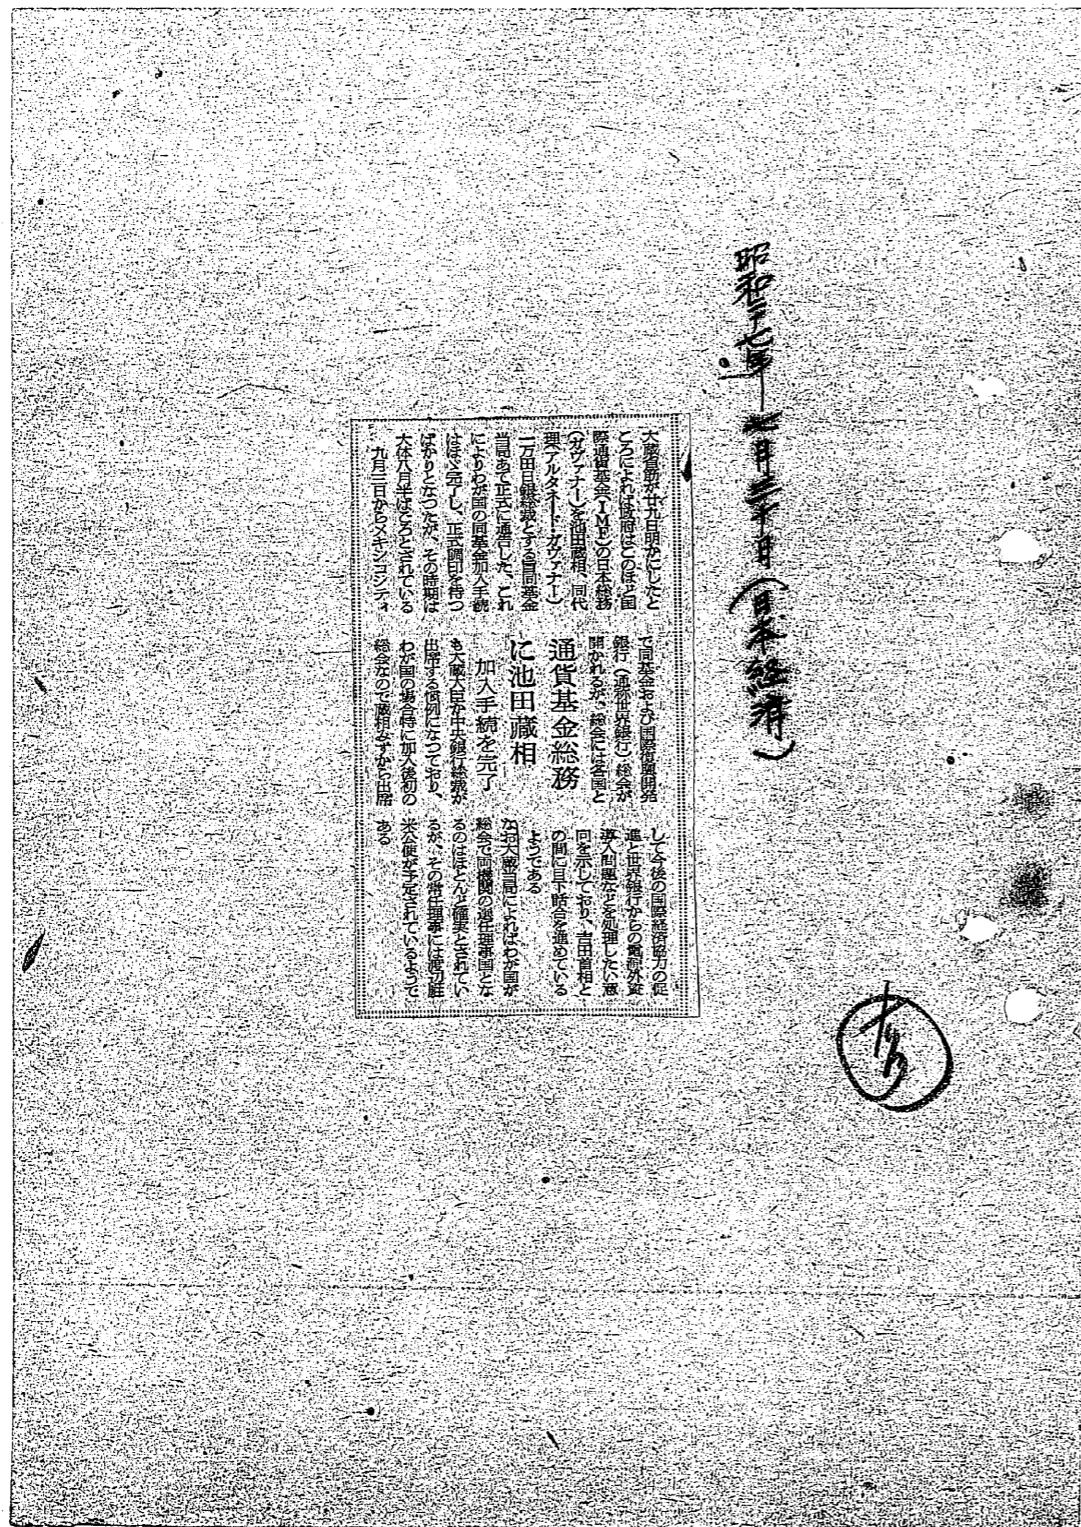 昭和二十七年七月三十日(日本経済)
通貨基金総務
に池田蔵相
加入手続を完了
大蔵省筋が廿九日明かにしたと
ころによれば政府はこのほど国
際通貨基金(IMF)の日本総務
(ガヴァナー)を池田蔵相、同代
理(アルタネード・ガヴァナー)
一万田日銀総裁とする旨同基金
当局あて正式に通告した、これ
によりわが国の同基金加入手続
はほゞ完了し、正式調印を待つ
ばかりとなつたが、その時期は
大体八月半ばごろとされている
九月三日からメキシコシティ
で同基金および国際復興開発
銀行(通称世界銀行)総会が
開かれるが、総会には各国と
も大蔵大臣か中央銀行総裁が
出席する慣例になつており、
わが国の場合特に加入後初の
総会なので蔵相みずから出席
して今後の国際経済協力の促
進と世界銀行からの電源外資
導入問題などを処理したい意
向を示しており、吉田首相と
の間に目下話合を進めている
ようである
なお大蔵当局によればわが国が
総会で両機関の選任理事国とな
るのはほとんど確実とされてい
るが、その常任理事には渡辺駐
米公使が予定されているようで
ある